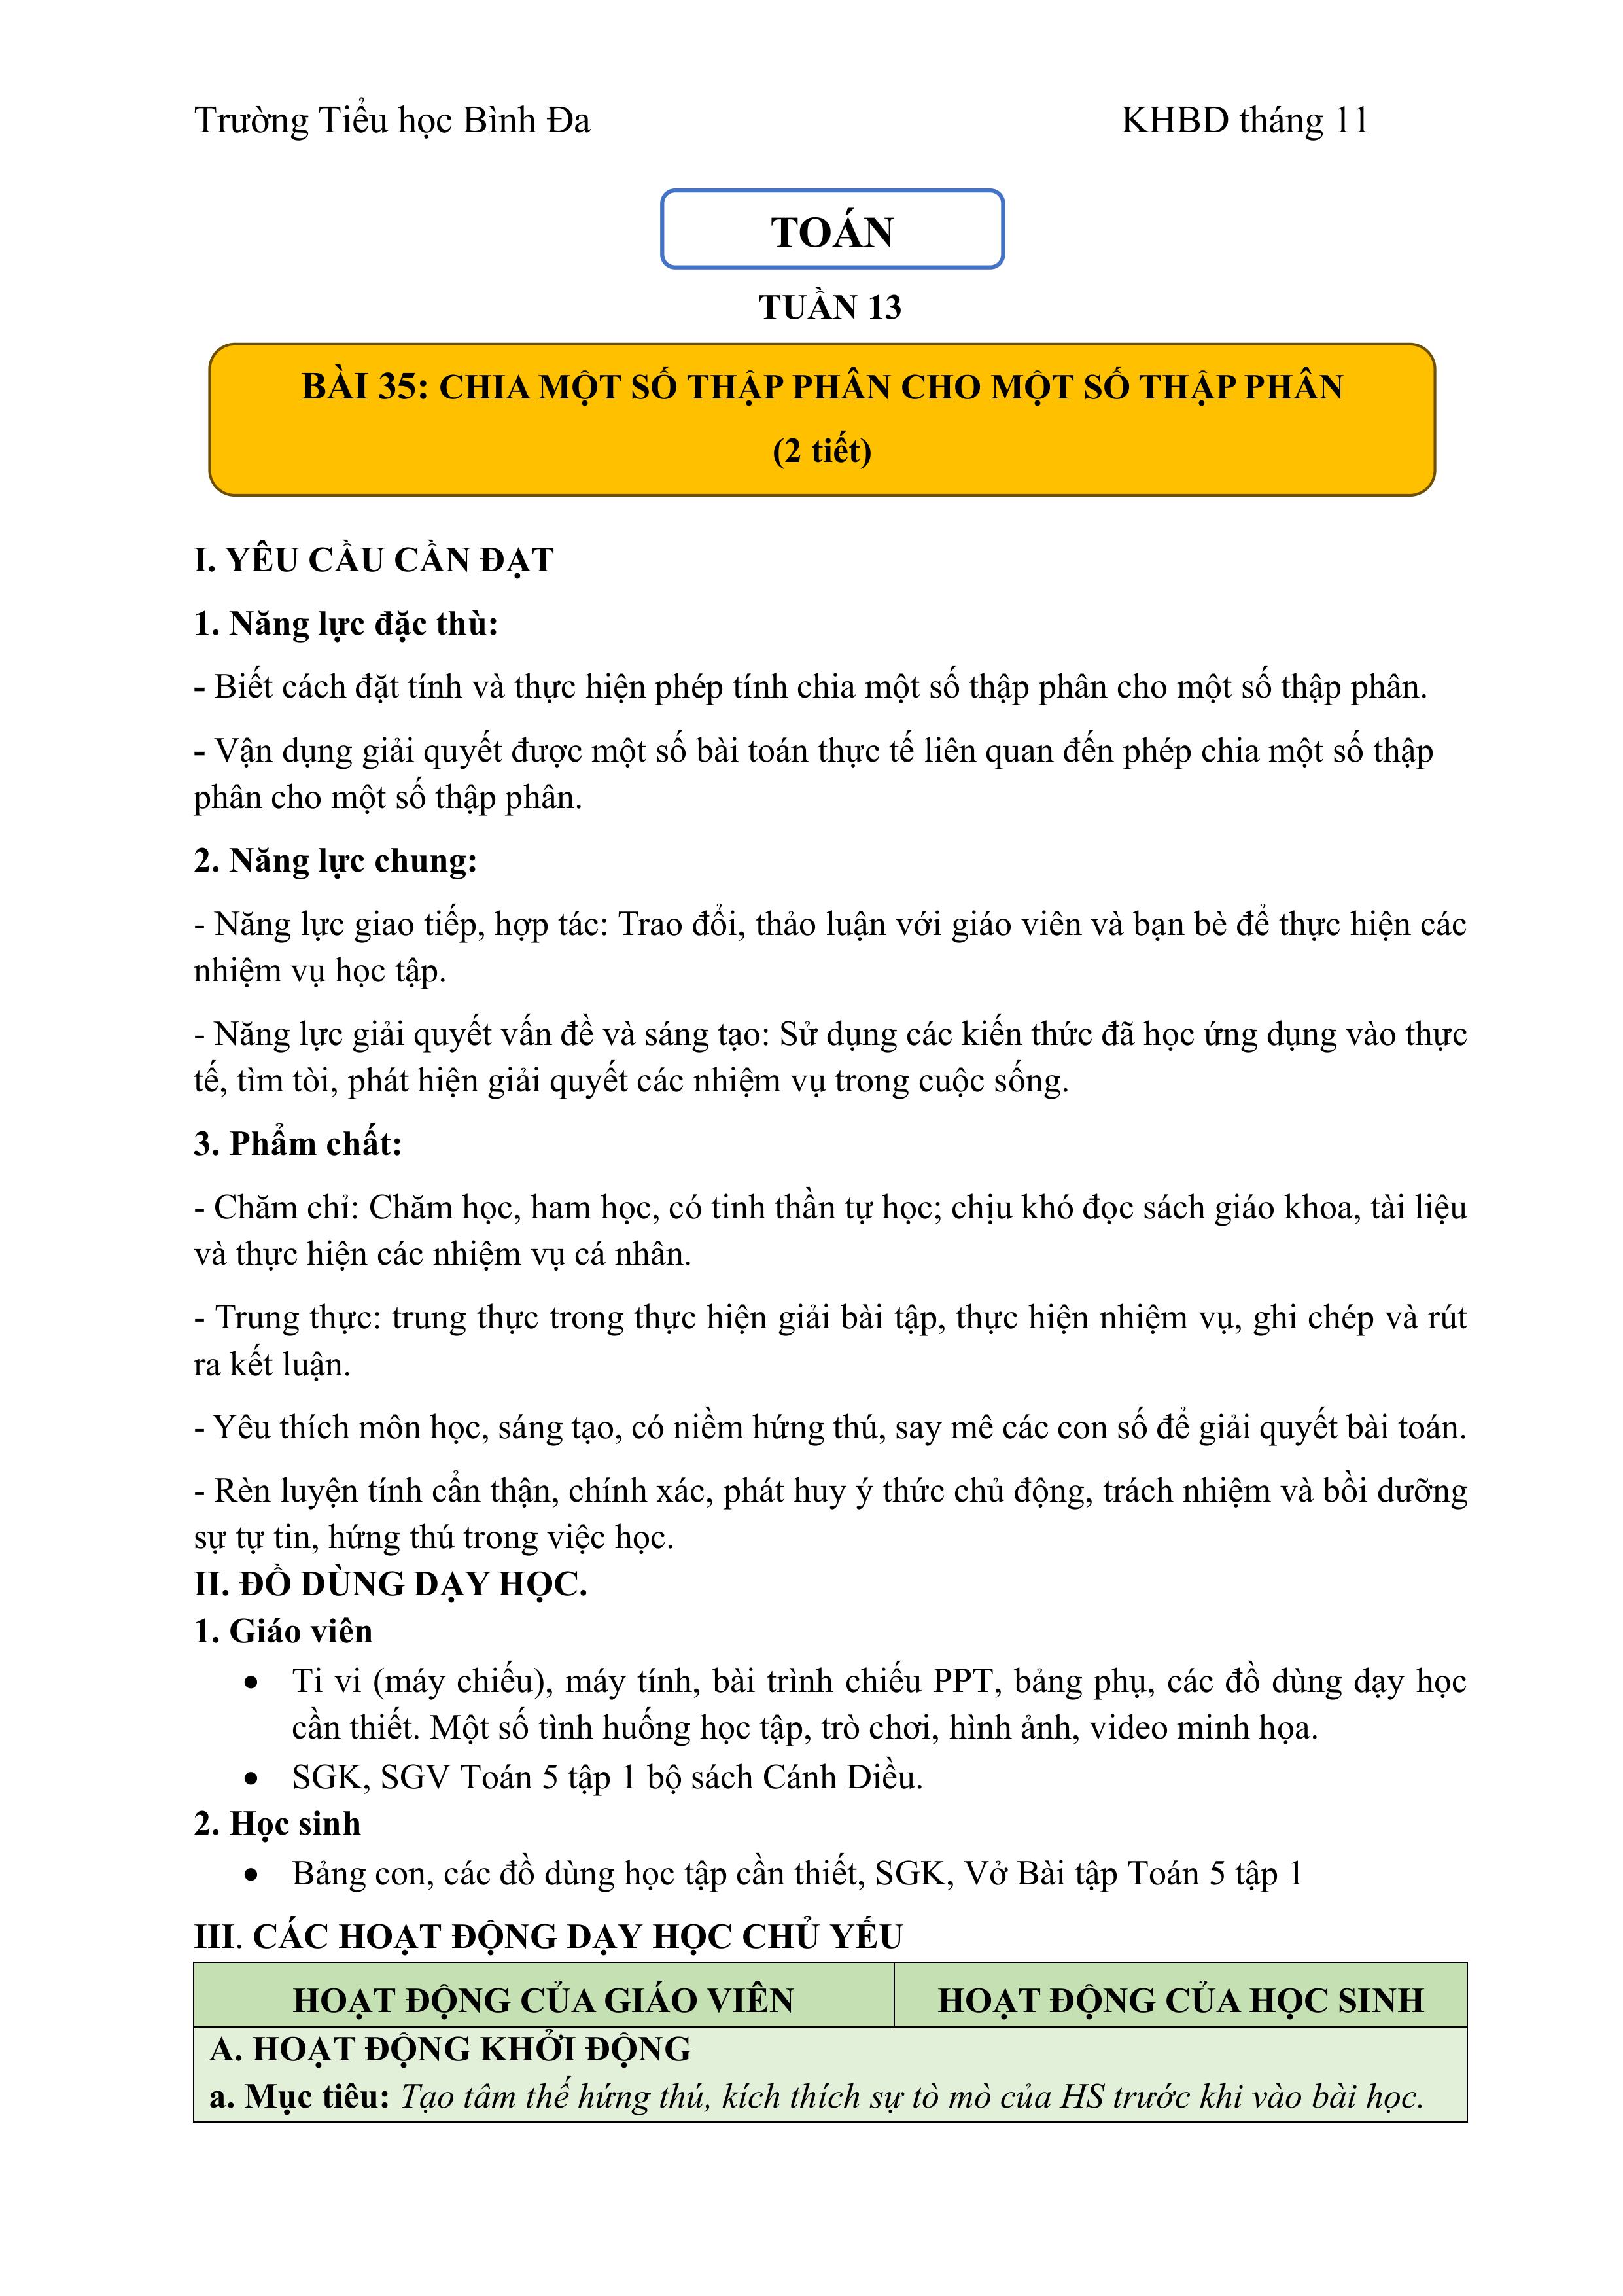 Trường Tiểu học Bình Đa KHBD tháng 11
TOÁN
TUẦN 13
BÀI 35: CHIA MỘT SỐ THẬP PHÂN CHO MỘT SỐ THẬP PHÂN
(2 tiết)
I. YÊU CẦU CẦN ĐẠT
1. Năng lực đặc thù:
- Biết cách đặt tính và thực hiện phép tính chia một số thập phân cho một số thập phân.
- Vận dụng giải quyết được một số bài toán thực tế liên quan đến phép chia một số thập
phân cho một số thập phân.
2. Năng lực chung:
- Năng lực giao tiếp, hợp tác: Trao đổi, thảo luận với giáo viên và bạn bè để thực hiện các
nhiệm vụ học tập.
- Năng lực giải quyết vấn đề và sáng tạo: Sử dụng các kiến thức đã học ứng dụng vào thực
tế, tìm tòi, phát hiện giải quyết các nhiệm vụ trong cuộc sống.
3. Phẩm chất:
- Chăm chỉ: Chăm học, ham học, có tinh thần tự học; chịu khó đọc sách giáo khoa, tài liệu
và thực hiện các nhiệm vụ cá nhân.
- Trung thực: trung thực trong thực hiện giải bài tập, thực hiện nhiệm vụ, ghi chép và rút
ra kết luận.
- Yêu thích môn học, sáng tạo, có niềm hứng thú, say mê các con số để giải quyết bài toán.
- Rèn luyện tính cẩn thận, chính xác, phát huy ý thức chủ động, trách nhiệm và bồi dưỡng
sự tự tin, hứng thú trong việc học.
II. ĐỒ DÙNG DẠY HỌC.
1. Giáo viên
• Ti vi (máy chiếu), máy tính, bài trình chiếu PPT, bảng phụ, các đồ dùng dạy học
cần thiết. Một số tình huống học tập, trò chơi, hình ảnh, video minh họa.
• SGK, SGV Toán 5 tập 1 bộ sách Cánh Diều.
2. Học sinh
• Bảng con, các đồ dùng học tập cần thiết, SGK, Vở Bài tập Toán 5 tập 1
III. CÁC HOẠT ĐỘNG DẠY HỌC CHỦ YẾU
HOẠT ĐỘNG CỦA GIÁO VIÊN HOẠT ĐỘNG CỦA HỌC SINH
A. HOẠT ĐỘNG KHỞI ĐỘNG
a. Mục tiêu: Tạo tâm thế hứng thú, kích thích sự tò mò của HS trước khi vào bài học.